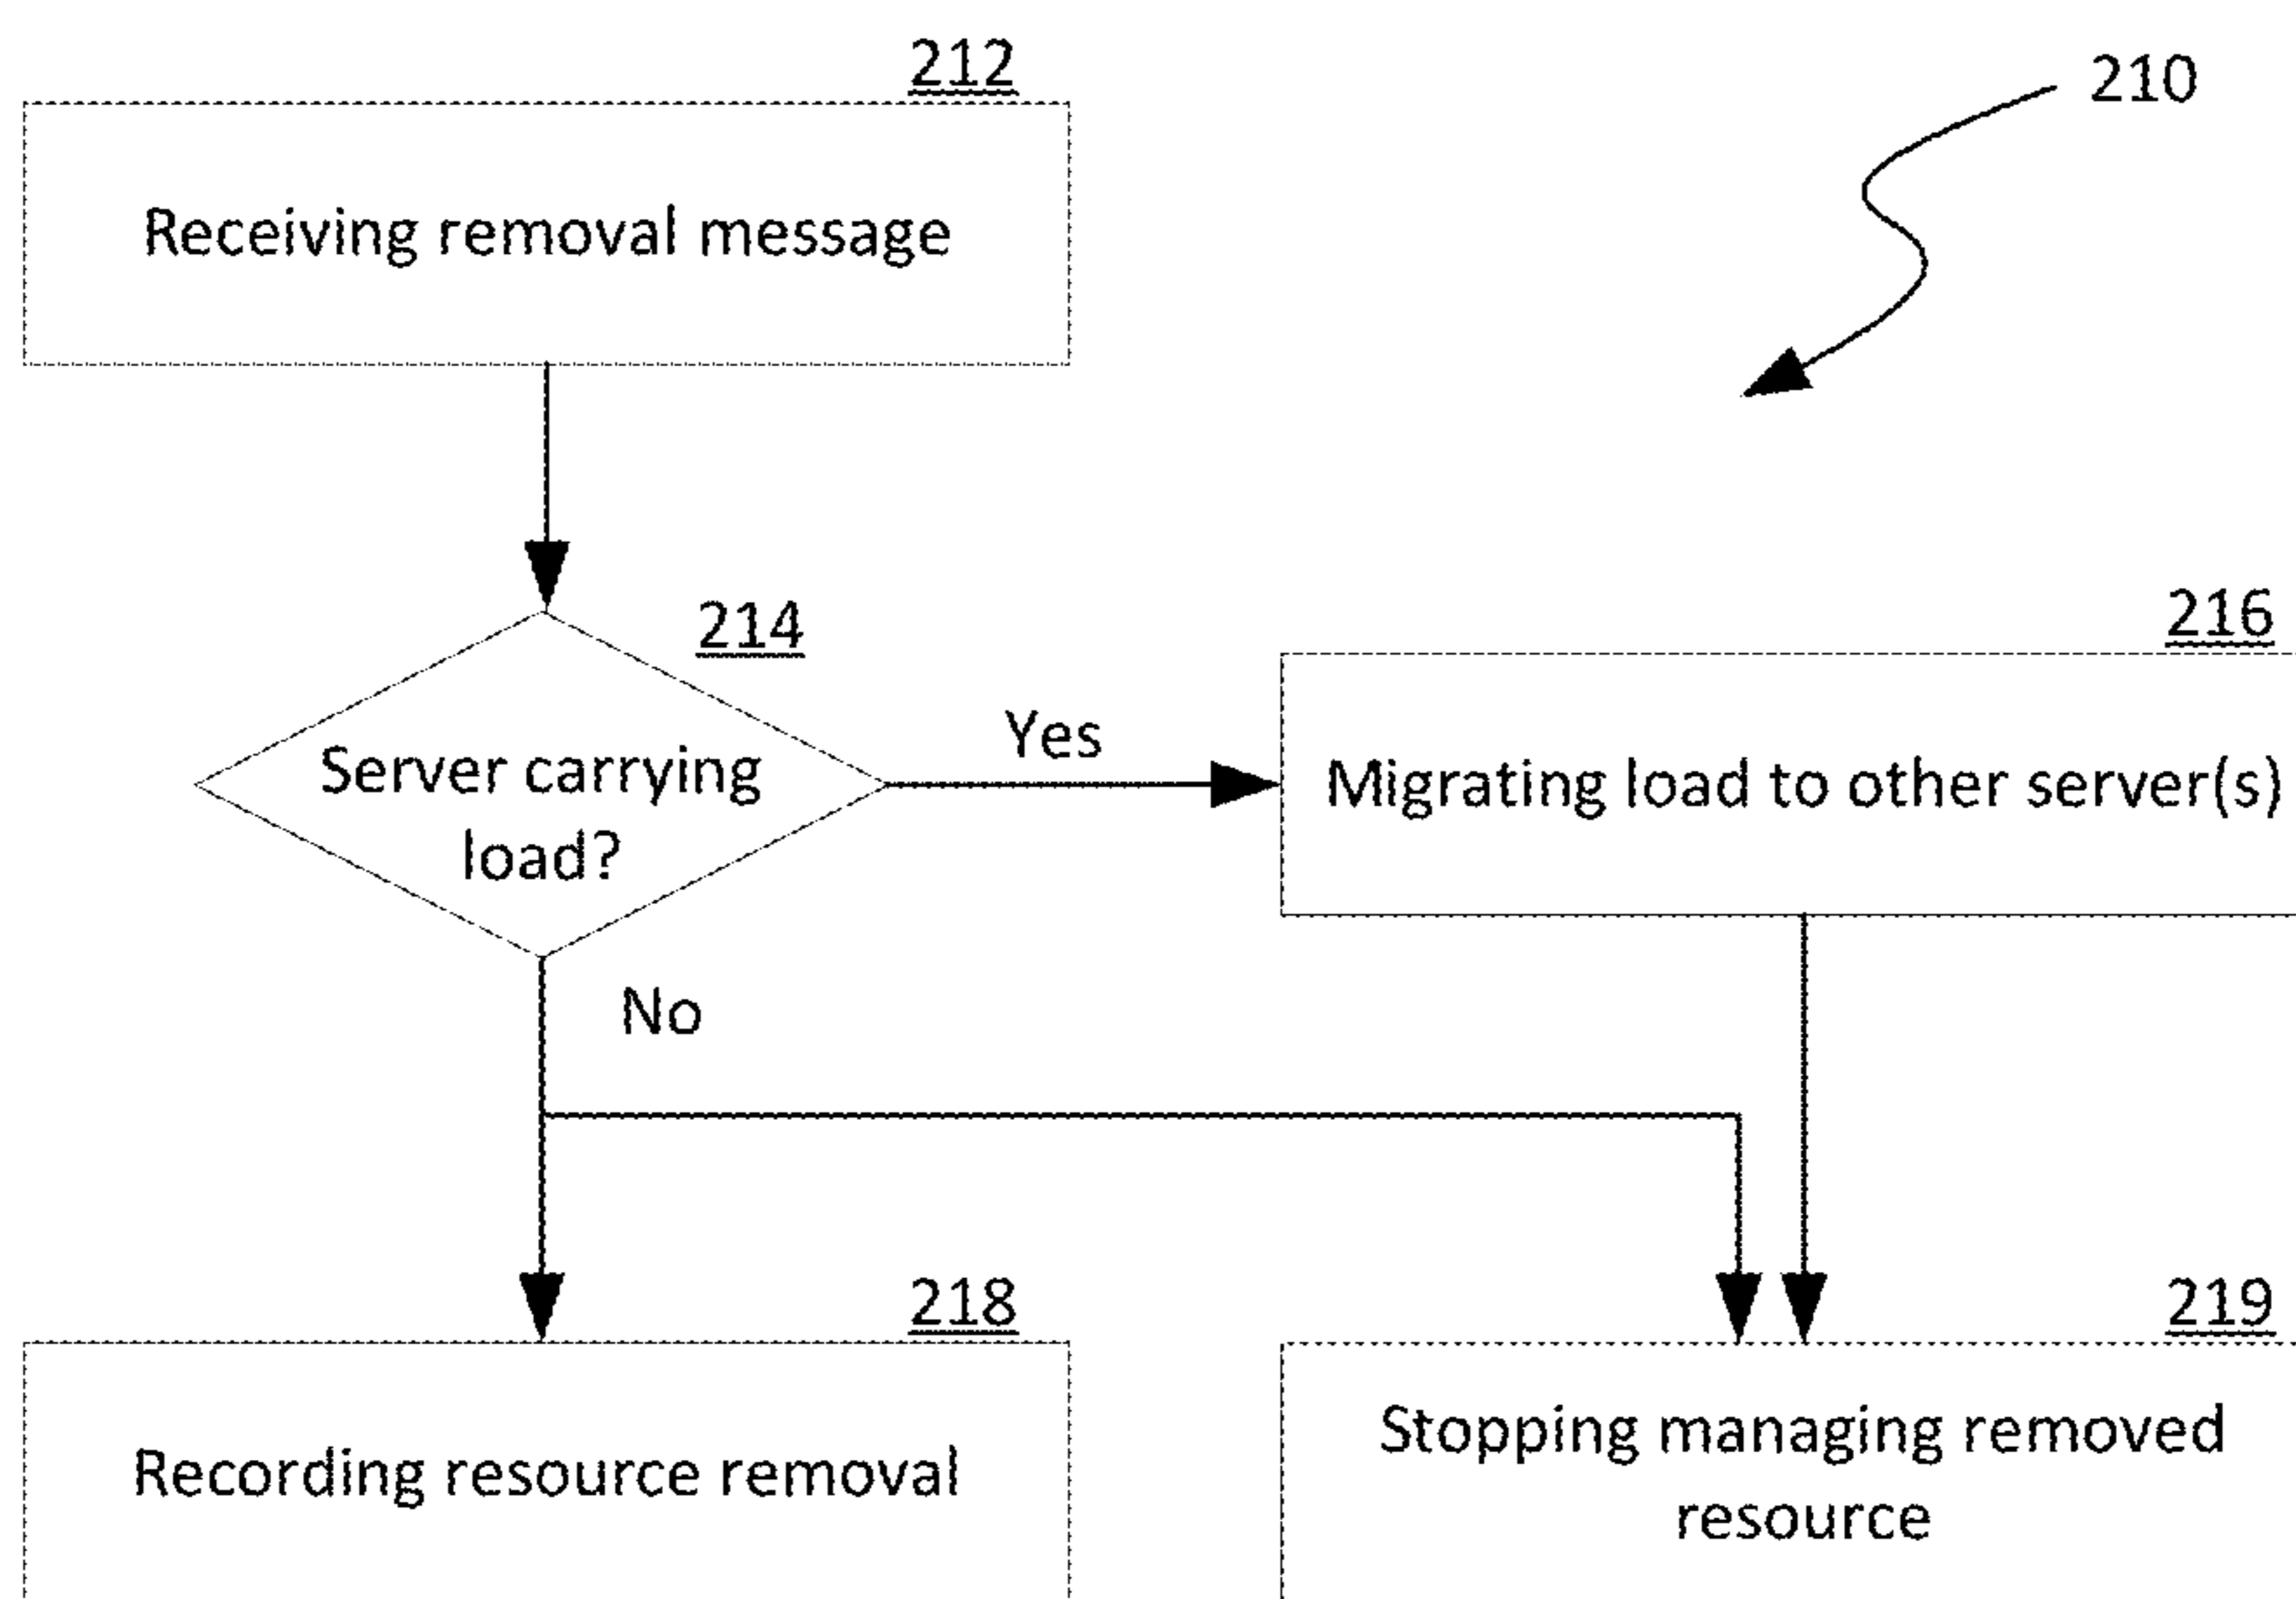 212
210
Receiving removal message
214
Server carrying
load?
Yes
216
Migrating load to other server(s)
No
218
Recording resource removal
219
Stopping managing removed
resource